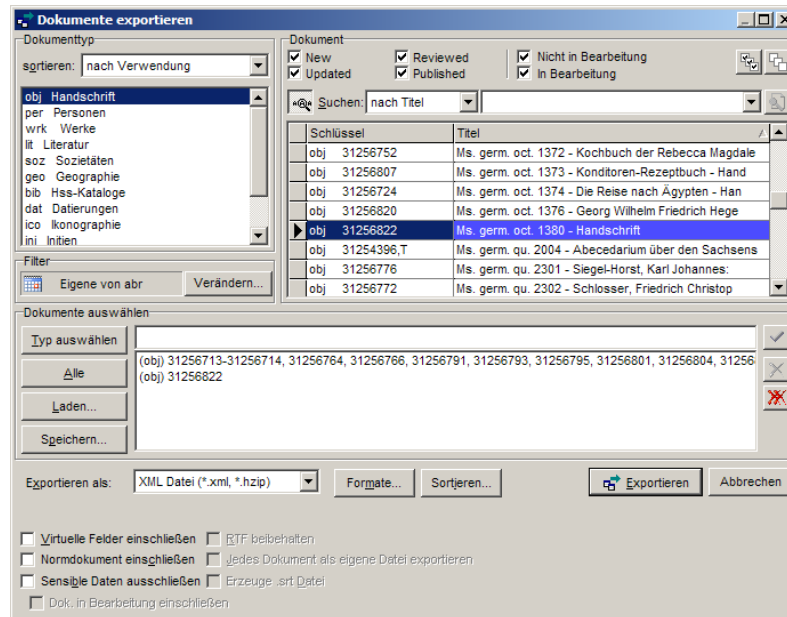 Dokumente exportieren
Dokumenttyp
sortieren: nach Verwendung
obj Handschrift
per Personen
wrk Werke
lit Literatur
soz Sozietäten
geo Geographie
bib Hss-Kataloge
dat Datierungen
ico Ikonographie
ini Initien
Filter
Eigene von abr
Verändern...
Dokument
New Reviewed Nicht in Bearbeitung
Updated Published In Bearbeitung
Suchen: nach Titel
Schlüssel Titel
obj 31256752 Ms. germ. oct. 1372 - Kochbuch der Rebecca Magdale
obj 31256807 Ms. germ. oct. 1373 - Konditoren-Rezeptbuch - Hand
obj 31256724 Ms. germ. oct. 1374 - Die Reise nach Ägypten - Han
obj 31256820 Ms. germ. oct. 1376 - Georg Wilhelm Friedrich Hege
obj 31256822 Ms. germ. oct. 1380 - Handschrift
obj 31254396,T Ms. germ. qu. 2004 - Abecedarium über den Sachsens
obj 31256776 Ms. germ. qu. 2301 - Siegel-Horst, Karl Johannes:
obj 31256772 Ms. germ. qu. 2302 - Schlosser, Friedrich Christop
Dokumente auswählen
Typ auswählen
Alle
Laden...
Speichern...
(obj) 31256713-31256714, 31256764, 31256766, 31256791, 31256793, 31256795, 31256801, 31256804, 31256
(obj) 31256822
Exportieren als: XML Datei (*.xml, *.hzip) Formate... Sortieren... Exportieren Abbrechen
Virtuelle Felder einschließen RTF beibehalten
Normdokument einschließen Jedes Dokument als eigene Datei exportieren
Sensible Daten ausschließen Erzeuge .srt Datei
Dok. in Bearbeitung einschließen